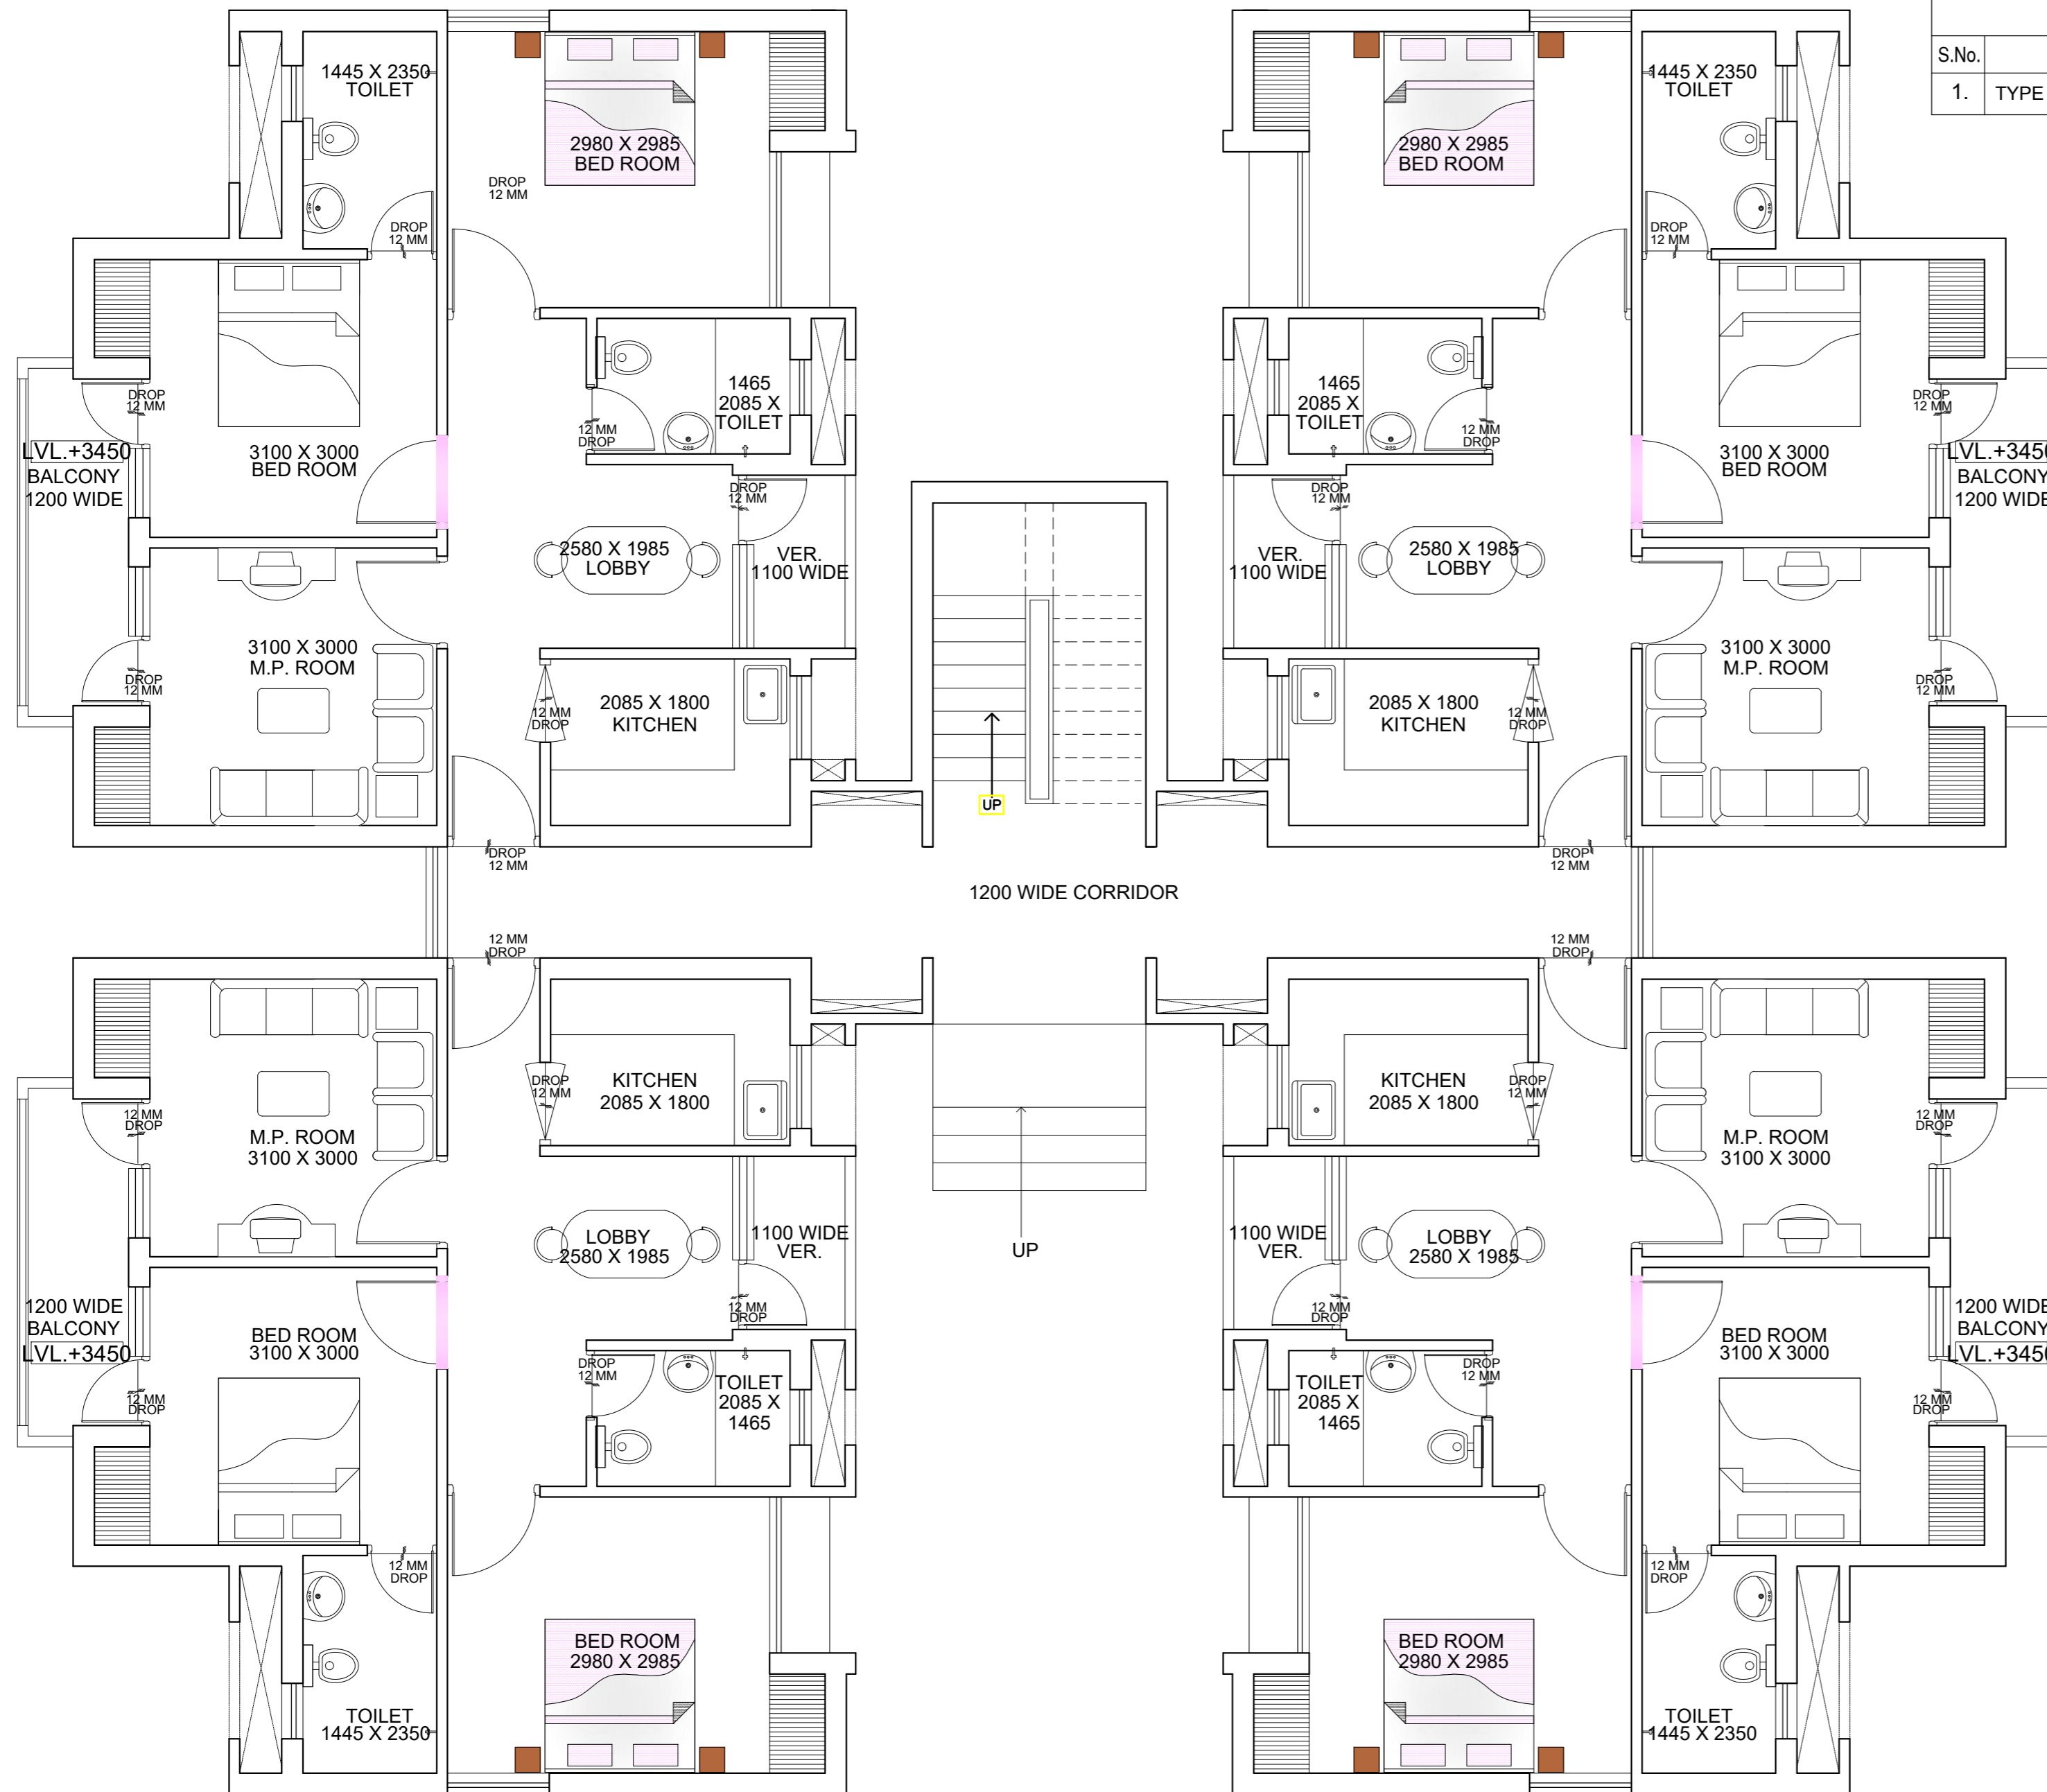 S.No.
1. TYPE
1445 X 2350
TOILET
2980 X 2985
BED ROOM
DROP
12 MM
DROP
12 MM
2980 X 2985
BED ROOM
1445 X 2350
TOILET
DROP
12 MM
DROP
12 MM
LVL.+3450
BALCONY
1200 WIDE
3100 X 3000
BED ROOM
12 MM
DROP
1465
2085 X
TOILET
DROP
12 MM
2580 X 1985
LOBBY
VER.
1100 WIDE
1465
2085 X
TOILET
12 MM
DROP
DROP
12 MM
VER.
1100 WIDE
2580 X 1985
LOBBY
3100 X 3000
BED ROOM
DROP
12 MM
LVL.+3450
BALCONY
1200 WIDE
3100 X 3000
M.P. ROOM
DROP
12 MM
12 MM
DROP
2085 X 1800
KITCHEN
UP
2085 X 1800
KITCHEN
12 MM
DROP
3100 X 3000
M.P. ROOM
DROP
12 MM
DROP
12 MM
DROP
12 MM
1200 WIDE CORRIDOR
12 MM
DROP
12 MM
DROP
12 MM
DROP
M.P. ROOM
3100 X 3000
DROP
12 MM
KITCHEN
2085 X 1800
KITCHEN
2085 X 1800
DROP
12 MM
M.P. ROOM
3100 X 3000
12 MM
DROP
LOBBY
2580 X 1985
1100 WIDE
VER.
UP
1100 WIDE
VER.
LOBBY
2580 X 1985
1200 WIDE
BALCONY
LVL.+3450
BED ROOM
3100 X 3000
12 MM
DROP
12 MM
DROP
DROP
12 MM
TOILET
2085 X
1465
12 MM
DROP
TOILET
2085 X
1465
DROP
12 MM
BED ROOM
3100 X 3000
1200 WIDE
BALCONY
LVL.+3450
12 MM
DROP
12 MM
DROP
12 MM
DROP
BED ROOM
2980 X 2985
TOILET
1445 X 2350
BED ROOM
2980 X 2985
TOILET
1445 X 2350